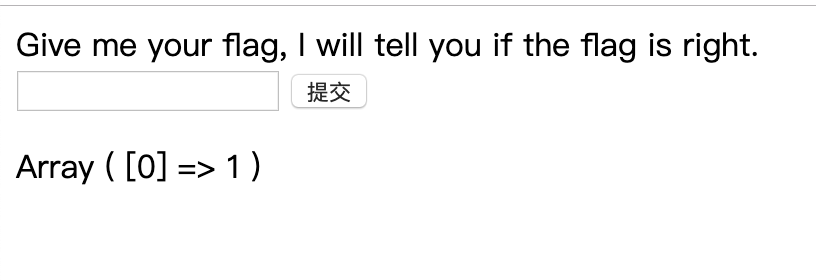 Give me your flag, I will tell you if the flag is right.
提交
Array ( [0] => 1 )